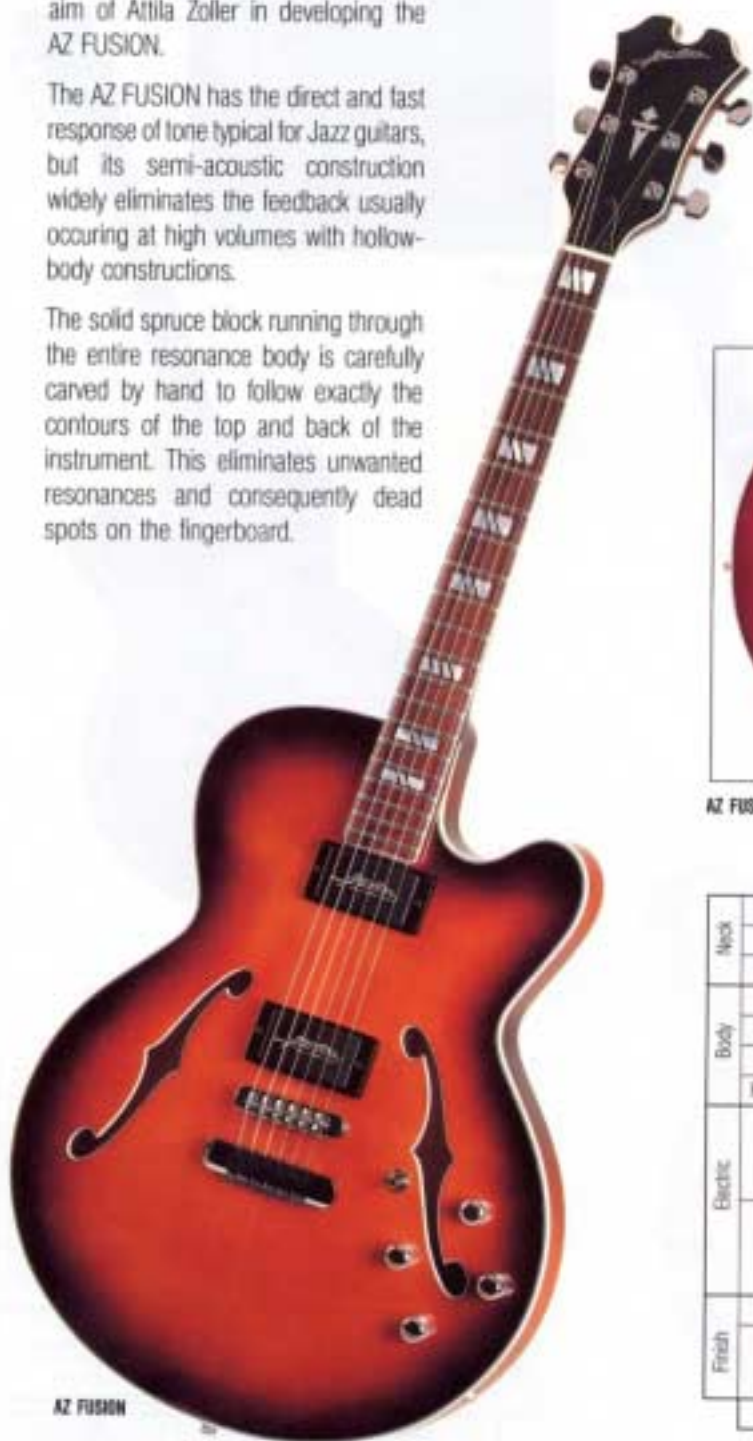 aim of Attila Zoller in developing the
AZ FUSION.
The AZ FUSION has the direct and fast
response of tone typical for Jazz guitars,
but its semi-acoustic construction
widely eliminates the feedback usually
occuring at high volumes with hollow-
body constructions.
The solid spruce block running through
the entire resonance body is carefully
carved by hand to follow exactly the
contours of the top and back of the
instrument. This eliminates unwanted
resonances and consequently dead
spots on the fingerboard.
AZ FUS
Neck
Body
Electric
Finish
AZ FUSION